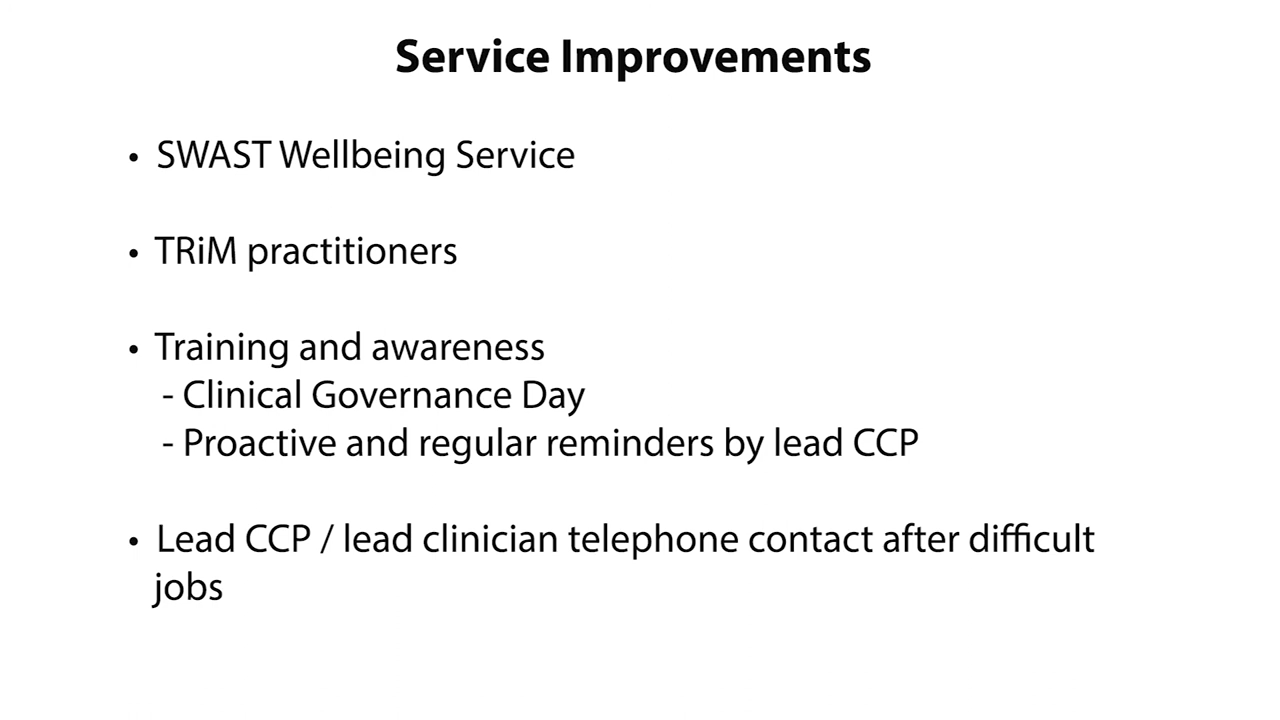 Service Improvements
• SWAST Wellbeing Service
• TRiM practitioners
• Training and awareness
- Clinical Governance Day
- Proactive and regular reminders by lead CCP
• Lead CCP / lead clinician telephone contact after difficult
jobs